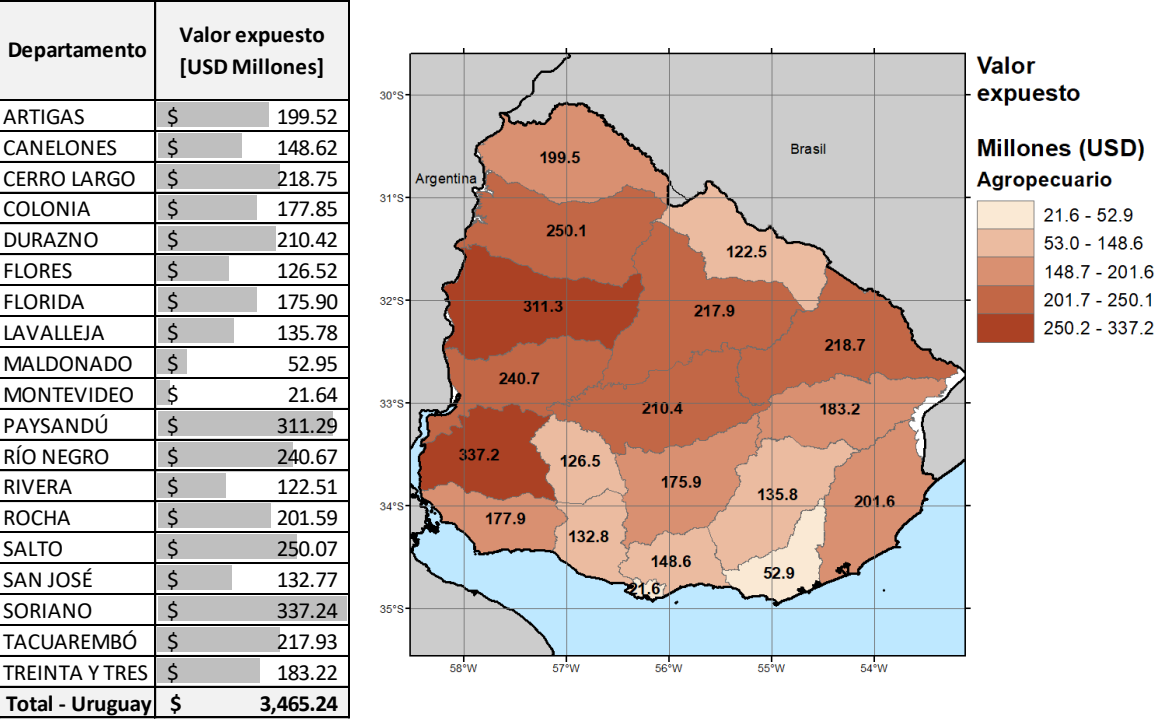 Departamento Valor expuesto
[USD Millones]
ARTIGAS $ 199.52
CANELONES $ 148.62
CERRO LARGO $ 218.75
COLONIA $ 177.85
DURAZNO $ 210.42
FLORES $ 126.52
FLORIDA $ 175.90
LAVALLEJA $ 135.78
MALDONADO $ 52.95
MONTEVIDEO $ 21.64
PAYSANDÚ $ 311.29
RÍO NEGRO $ 240.67
RIVERA $ 122.51
ROCHA $ 201.59
SALTO $ 250.07
SAN JOSÉ $ 132.77
SORIANO $ 337.24
TACUAREMBÓ $ 217.93
TREINTA Y TRES $ 183.22
Total - Uruguay $ 3,465.24
30°S
31°S
32°S
33°S
34°S
35°S
Argentina
Brasil
199.5
250.1
122.5
311.3
217.9
218.7
240.7
210.4
183.2
337.2
126.5
175.9
135.8
201.6
177.9
132.8
148.6
52.9
21.6
58°W 57°W 56°W 55°W 54°W
Valor
expuesto
Millones (USD)
Agropecuario
21.6 - 52.9
53.0 - 148.6
148.7 - 201.6
201.7 - 250.1
250.2 - 337.2